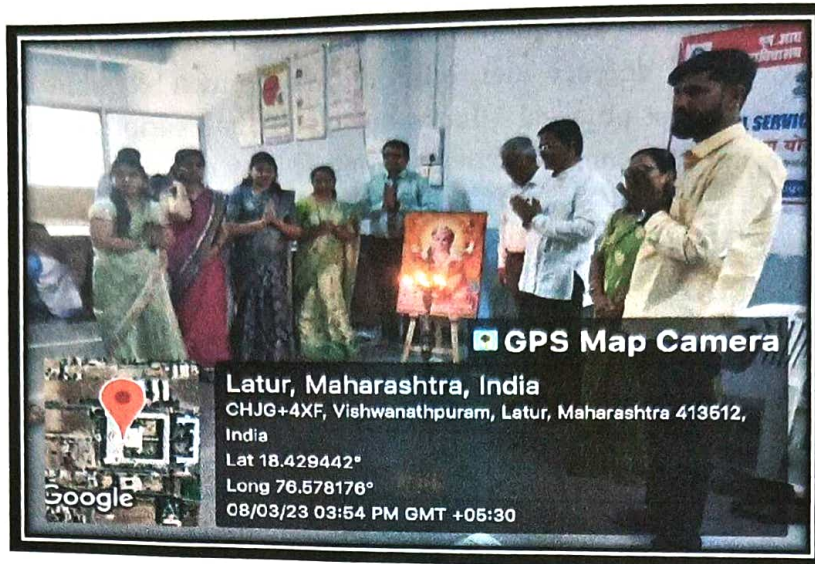 L SERVIC
GPS Map Camera
Latur, Maharashtra, India
CHJG+4XF, Vishwanathpuram, Latur, Maharashtra 413512,
India
Lat 18.429442°
Long 76.578176°
08/03/23 03:54 PM GMT +05:30
Google